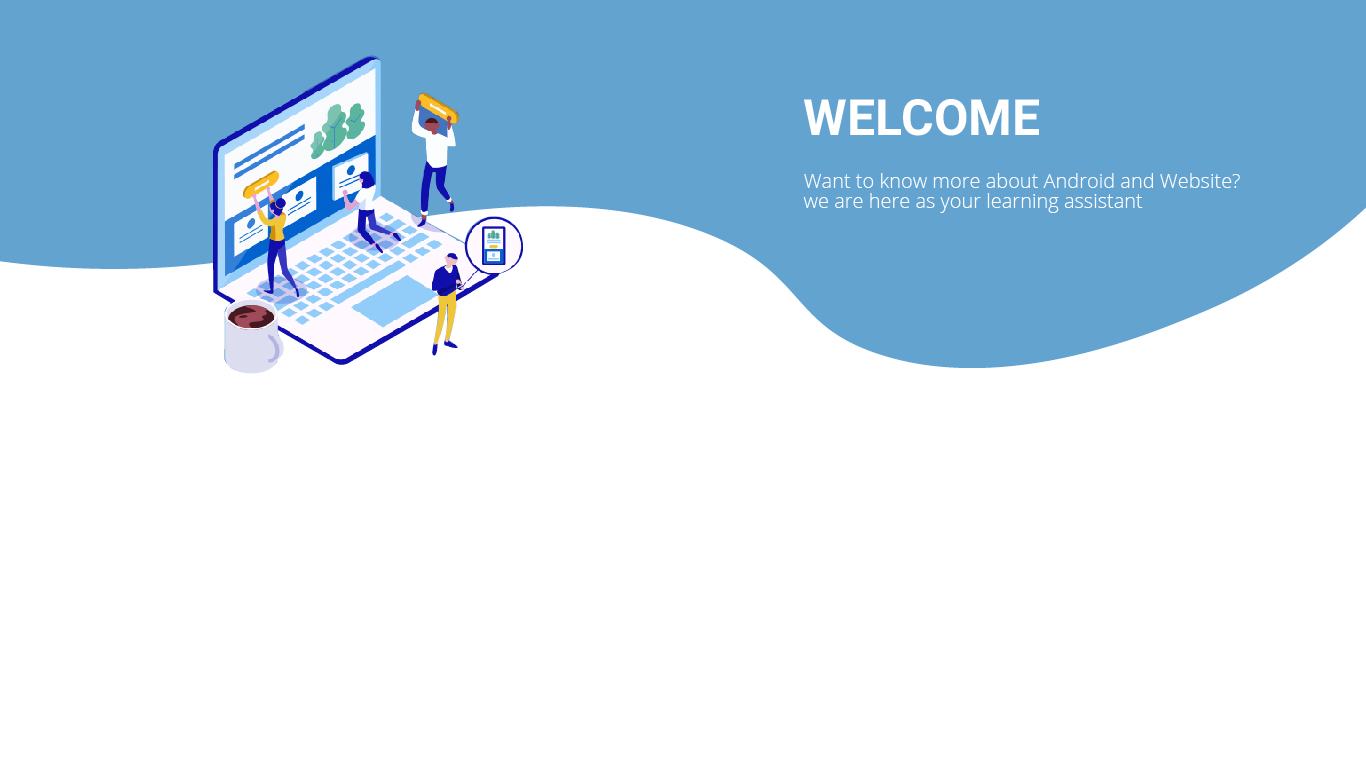 WELCOME
Want to know more about Android and Website?
we are here as your learning assistant